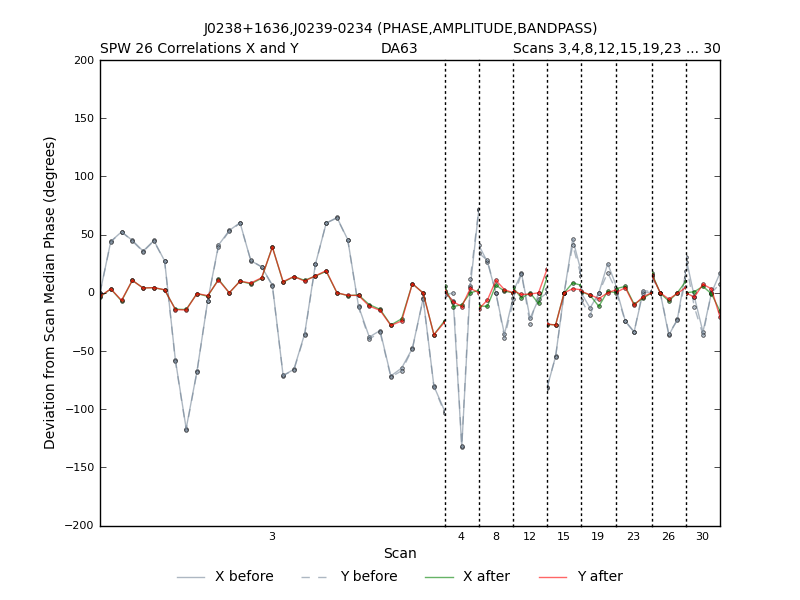 J0238+1636,J0239-0234 (PHASE,AMPLITUDE,BANDPASS)
SPW 26 Correlations X and Y DA63 Scans 3,4,8,12,15,19,23 ... 30
200
150
100
50
0
−50
−100
−150
−200
Deviation from Scan Median Phase (degrees)
3 4 8 12 15 19 23 26 30
Scan
X before Y before X after Y after